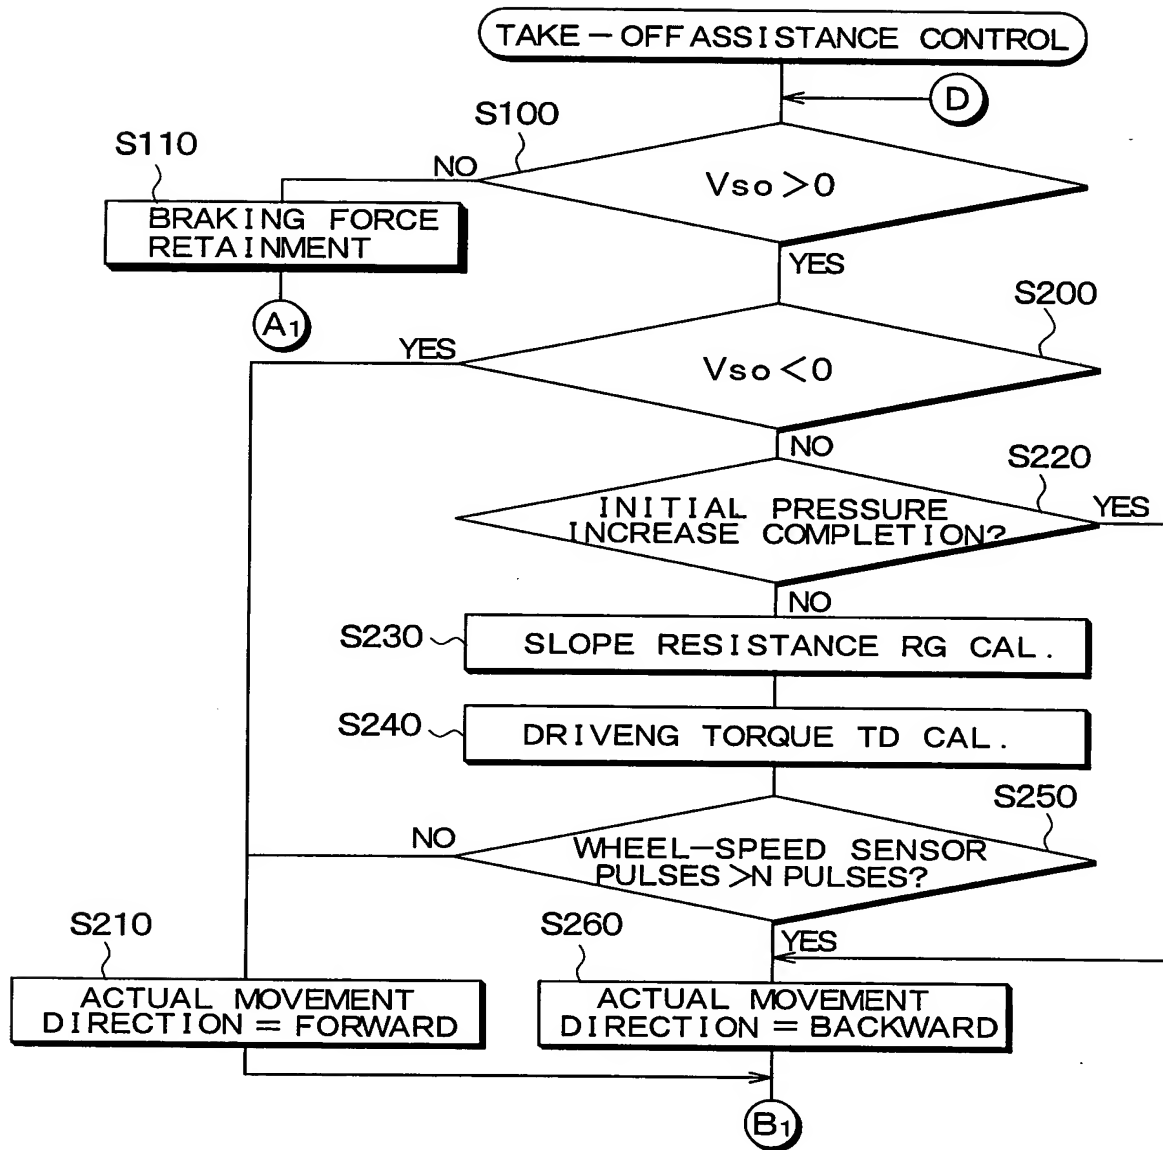 TAKE-OFF ASSISTANCE CONTROL
D
S100
S110
NO
Vso>0
BRAKING FORCE
RETAINMENT
YES
A1
S200
YES
Vso<0
NO
S220
INITIAL PRESSURE
INCREASE COMPLETION?
YES
NO
S230
SLOPE RESISTANCE RG CAL.
S240
DRIVENG TORQUE TD CAL.
S250
NO
WHEEL-SPEED SENSOR
PULSES>N PULSES?
S210
S260
YES
ACTUAL MOVEMENT
DIRECTION=FORWARD
ACTUAL MOVEMENT
DIRECTION=BACKWARD
B1